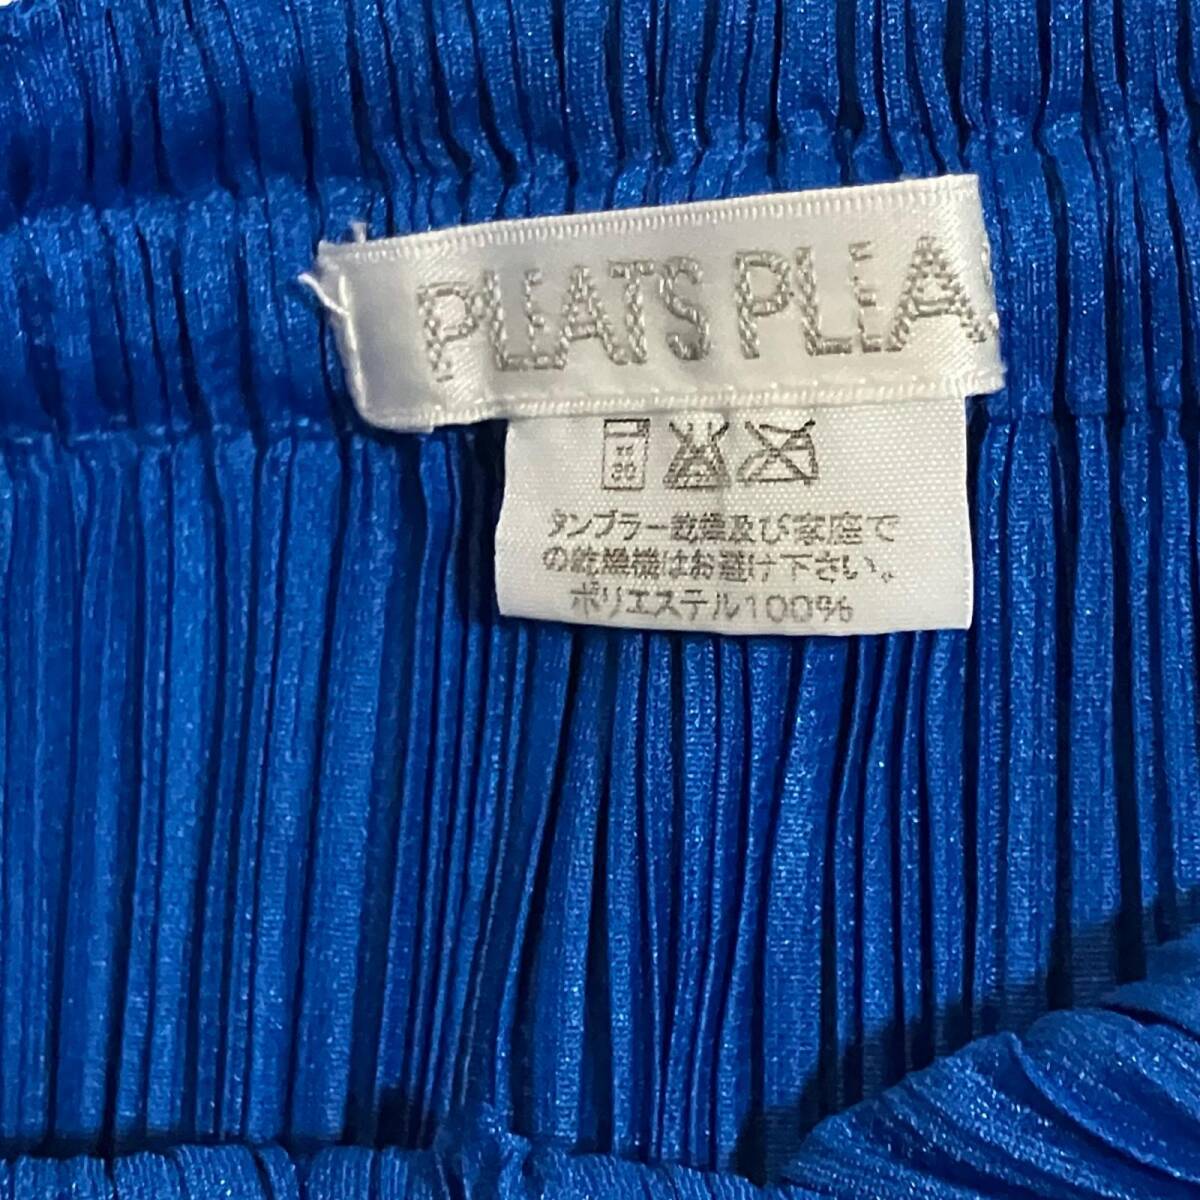 PLEATS PLEA
タンブラー乾燥及び家庭で
の乾燥機はお避け下さい。
ポリエステル100%